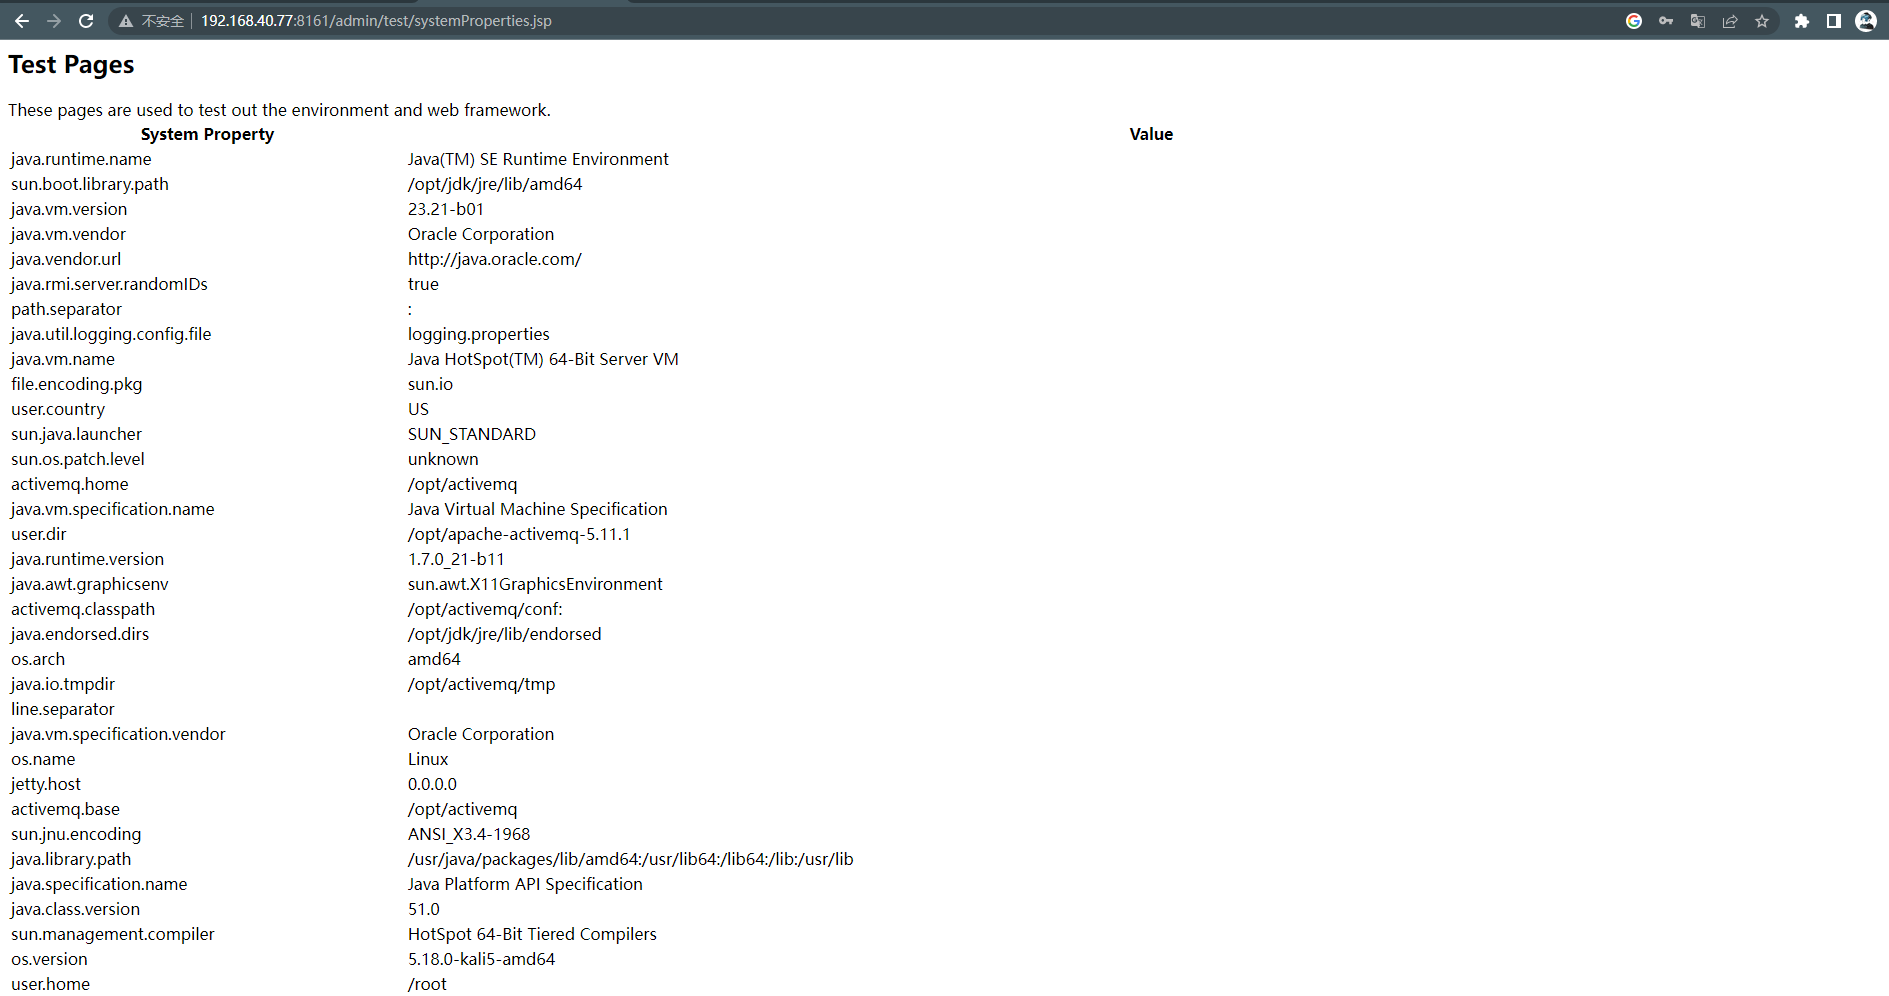 不安全 192.168.40.77:8161/admin/test/systemProperties.jsp
Test Pages
These pages are used to test out the environment and web framework.
System Property Value
java.runtime.name Java(TM) SE Runtime Environment
sun.boot.library.path /opt/jdk/jre/lib/amd64
java.vm.version 23.21-b01
java.vm.vendor Oracle Corporation
java.vendor.url http://java.oracle.com/
java.rmi.server.randomIDs true
path.separator :
java.util.logging.config.file logging.properties
java.vm.name Java HotSpot(TM) 64-Bit Server VM
file.encoding.pkg sun.io
user.country US
sun.java.launcher SUN_STANDARD
sun.os.patch.level unknown
activemq.home /opt/activemq
java.vm.specification.name Java Virtual Machine Specification
user.dir /opt/apache-activemq-5.11.1
java.runtime.version 1.7.0_21-b11
java.awt.graphicsenv sun.awt.X11GraphicsEnvironment
activemq.classpath /opt/activemq/conf:
java.endorsed.dirs /opt/jdk/jre/lib/endorsed
os.arch amd64
java.io.tmpdir /opt/activemq/tmp
line.separator
java.vm.specification.vendor Oracle Corporation
os.name Linux
jetty.host 0.0.0.0
activemq.base /opt/activemq
sun.jnu.encoding ANSI_X3.4-1968
java.library.path /usr/java/packages/lib/amd64:/usr/lib64:/lib64:/lib:/usr/lib
java.specification.name Java Platform API Specification
java.class.version 51.0
sun.management.compiler HotSpot 64-Bit Tiered Compilers
os.version 5.18.0-kali5-amd64
user.home /root